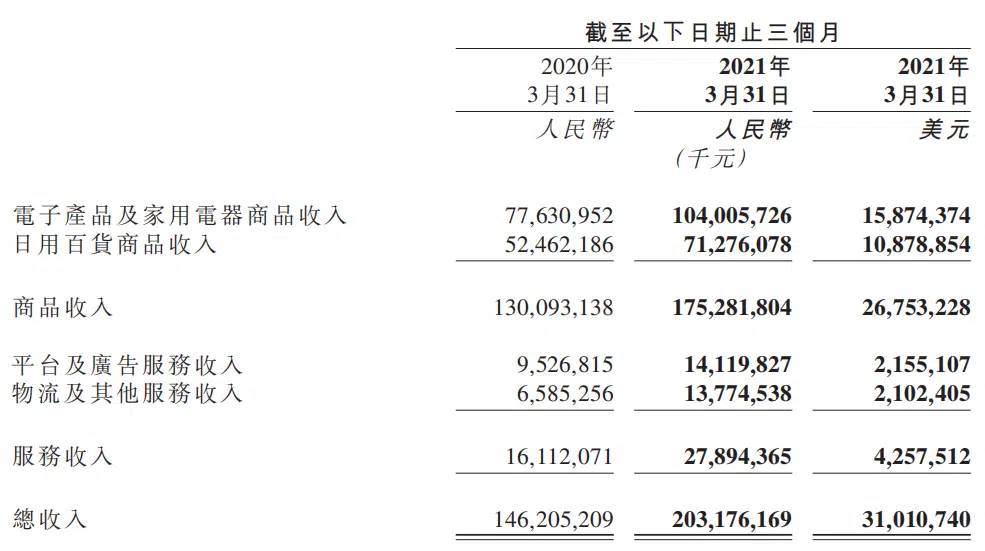 截至以下日期止三個月
2020年 2021年 2021年
3月31日 3月31日 3月31日
人民幣 人民幣 美元
(千元)
電子產品及家用電器商品收入 77,630,952 104,005,726 15,874,374
日用百貨商品收入 52,462,186 71,276,078 10,878,854
商品收入 130,093,138 175,281,804 26,753,228
平台及廣告服務收入 9,526,815 14,119,827 2,155,107
物流及其他服務收入 6,585,256 13,774,538 2,102,405
服務收入 16,112,071 27,894,365 4,257,512
總收入 146,205,209 203,176,169 31,010,740